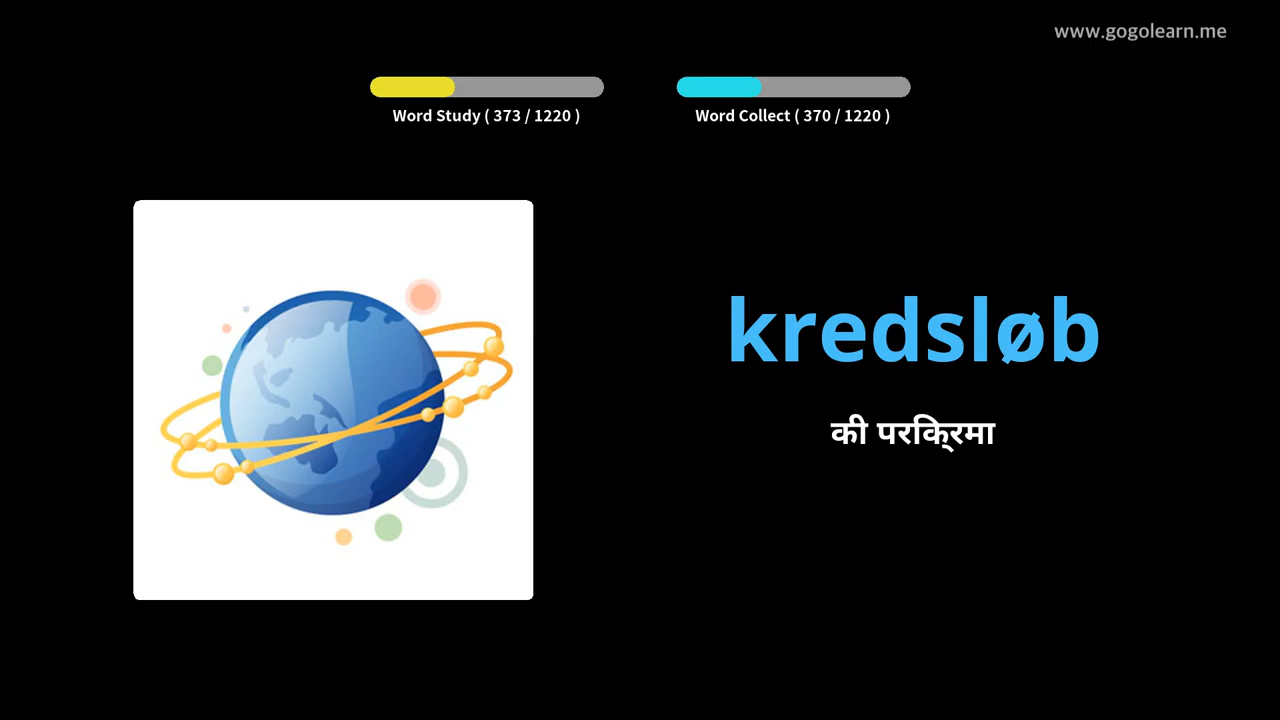 www.gogolearn.me
Word Study ( 373 / 1220 )
Word Collect ( 370 / 1220 )
kredsløb
की परिक्रमा